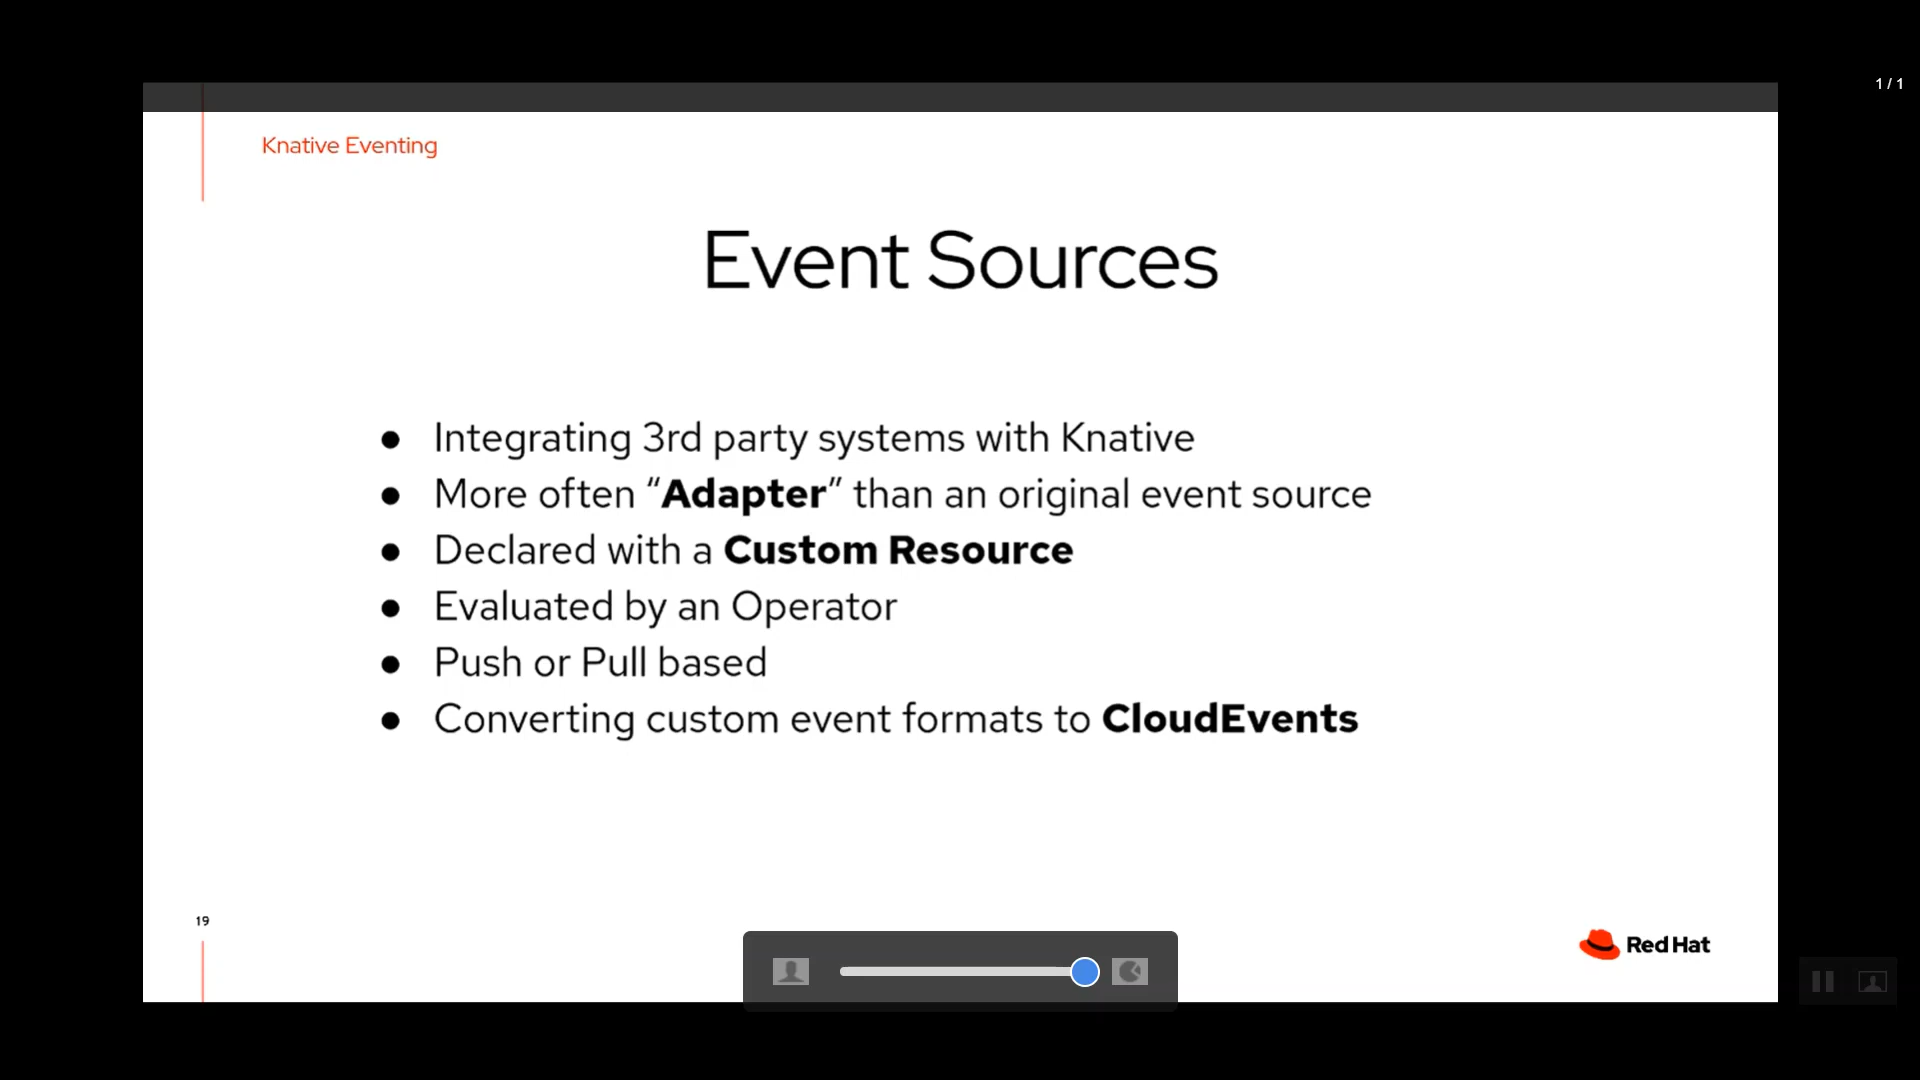 1 / 1
Knative Eventing
Event Sources
● Integrating 3rd party systems with Knative
● More often “Adapter” than an original event source
● Declared with a Custom Resource
● Evaluated by an Operator
● Push or Pull based
● Converting custom event formats to CloudEvents
19
Red Hat